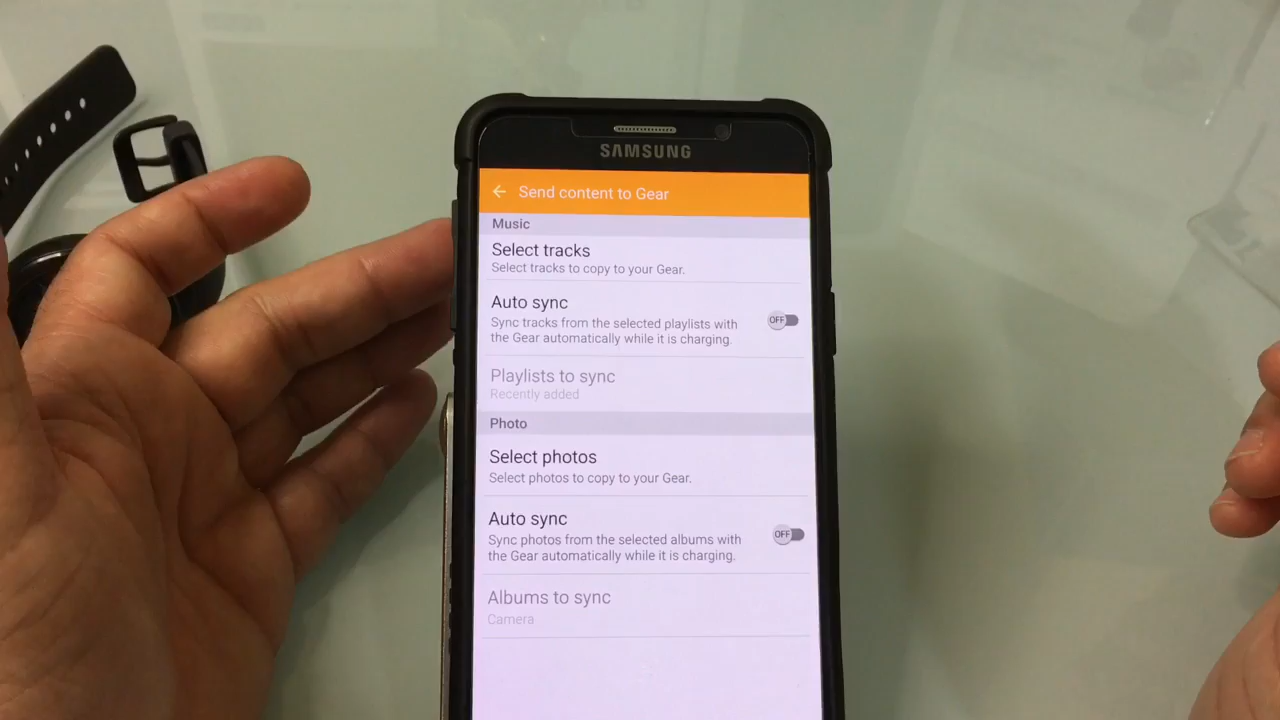 SAMSUNG
Send content to Gear
Music
Select tracks
Select tracks to copy to your Gear.
Auto sync
Sync tracks from the selected playlists with
the Gear automatically while it is charging.
OFF
Playlists to sync
Recently added
Photo
Select photos
Select photos to copy to your Gear.
Auto sync
Sync photos from the selected albums with
the Gear automatically while it is charging.
OFF
Albums to sync
Camera